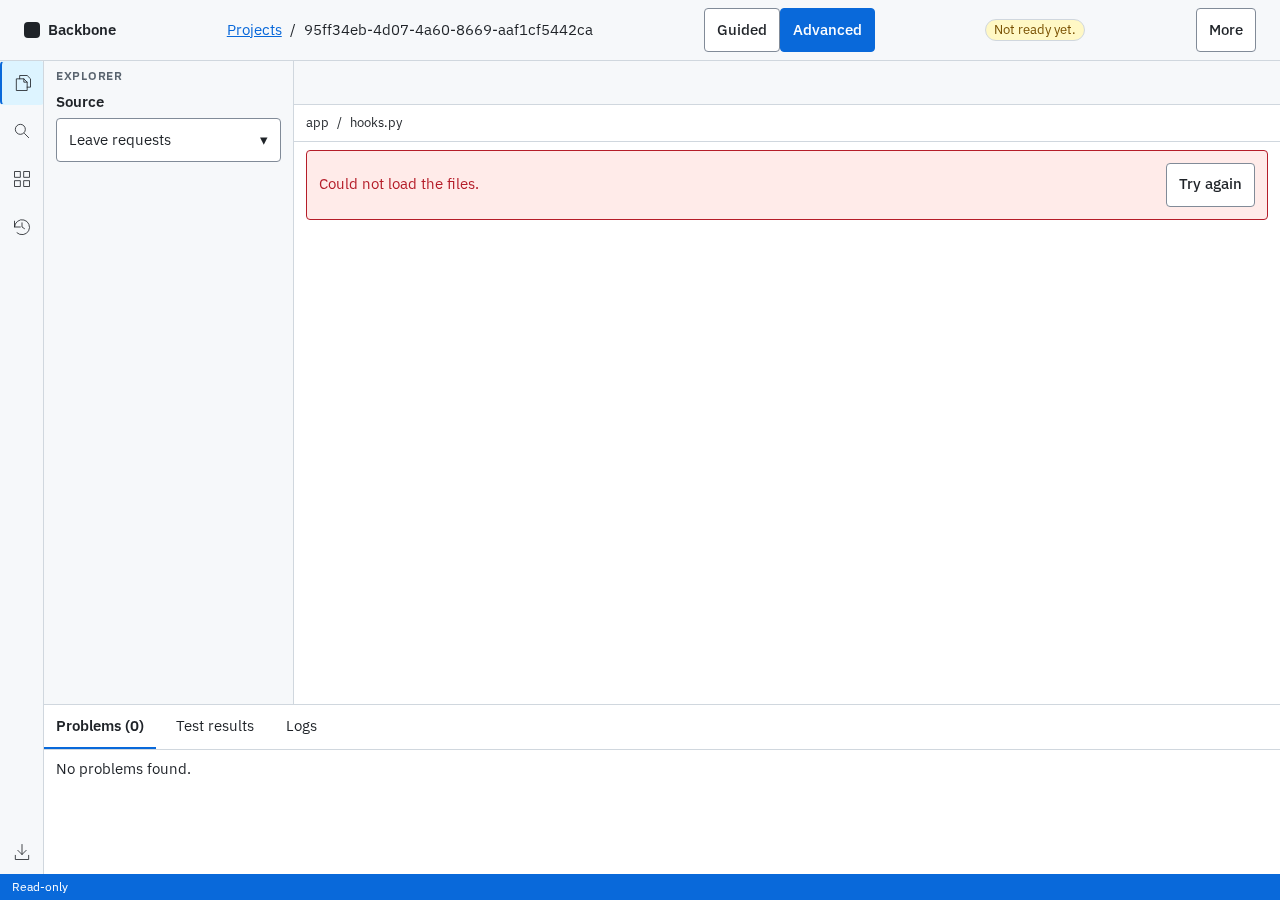 Backbone
Projects / 95ff34eb-4d07-4a60-8669-aaf1cf5442ca
Guided
Advanced
Not ready yet.
More
EXPLORER
Source
Leave requests
app / hooks.py
Could not load the files.
Try again
Problems (0)
Test results
Logs
No problems found.
Read-only